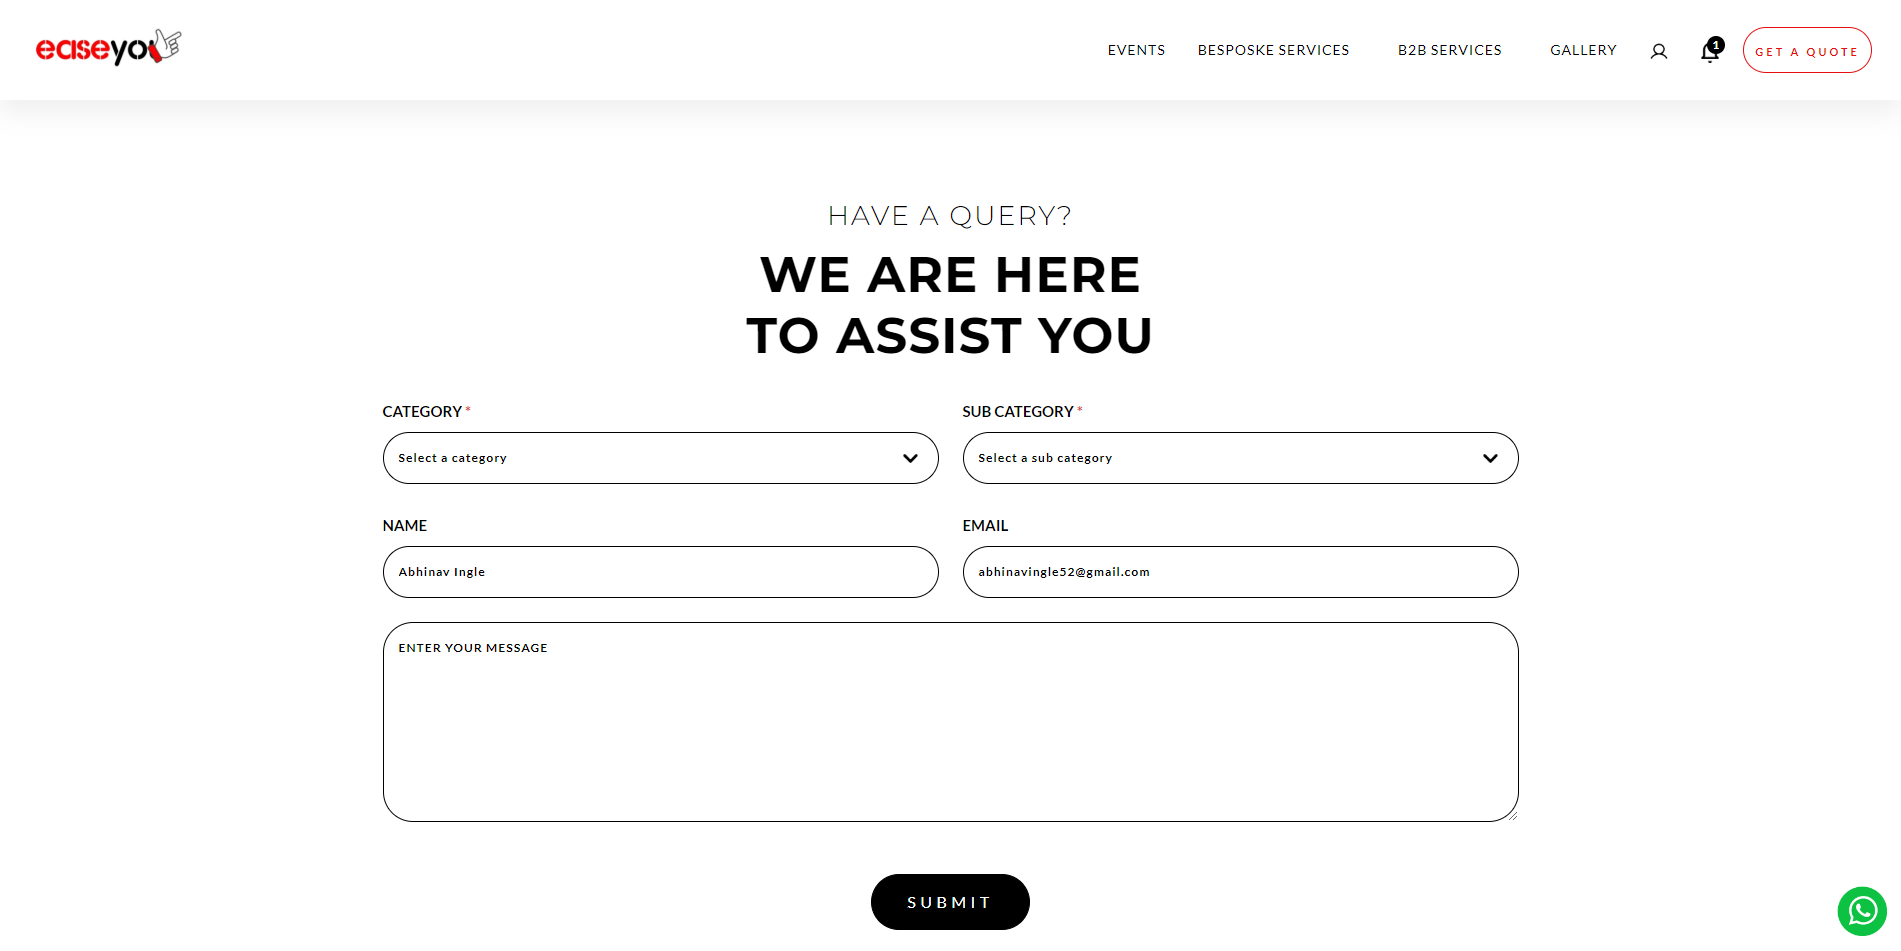 easeyou
EVENTS
BESPOSKE SERVICES
B2B SERVICES
GALLERY
1
GET A QUOTE
HAVE A QUERY?
WE ARE HERE
TO ASSIST YOU
CATEGORY *
SUB CATEGORY *
Select a category
Select a sub category
NAME
EMAIL
Abhinav Ingle
abhinavingle52@gmail.com
ENTER YOUR MESSAGE
SUBMIT